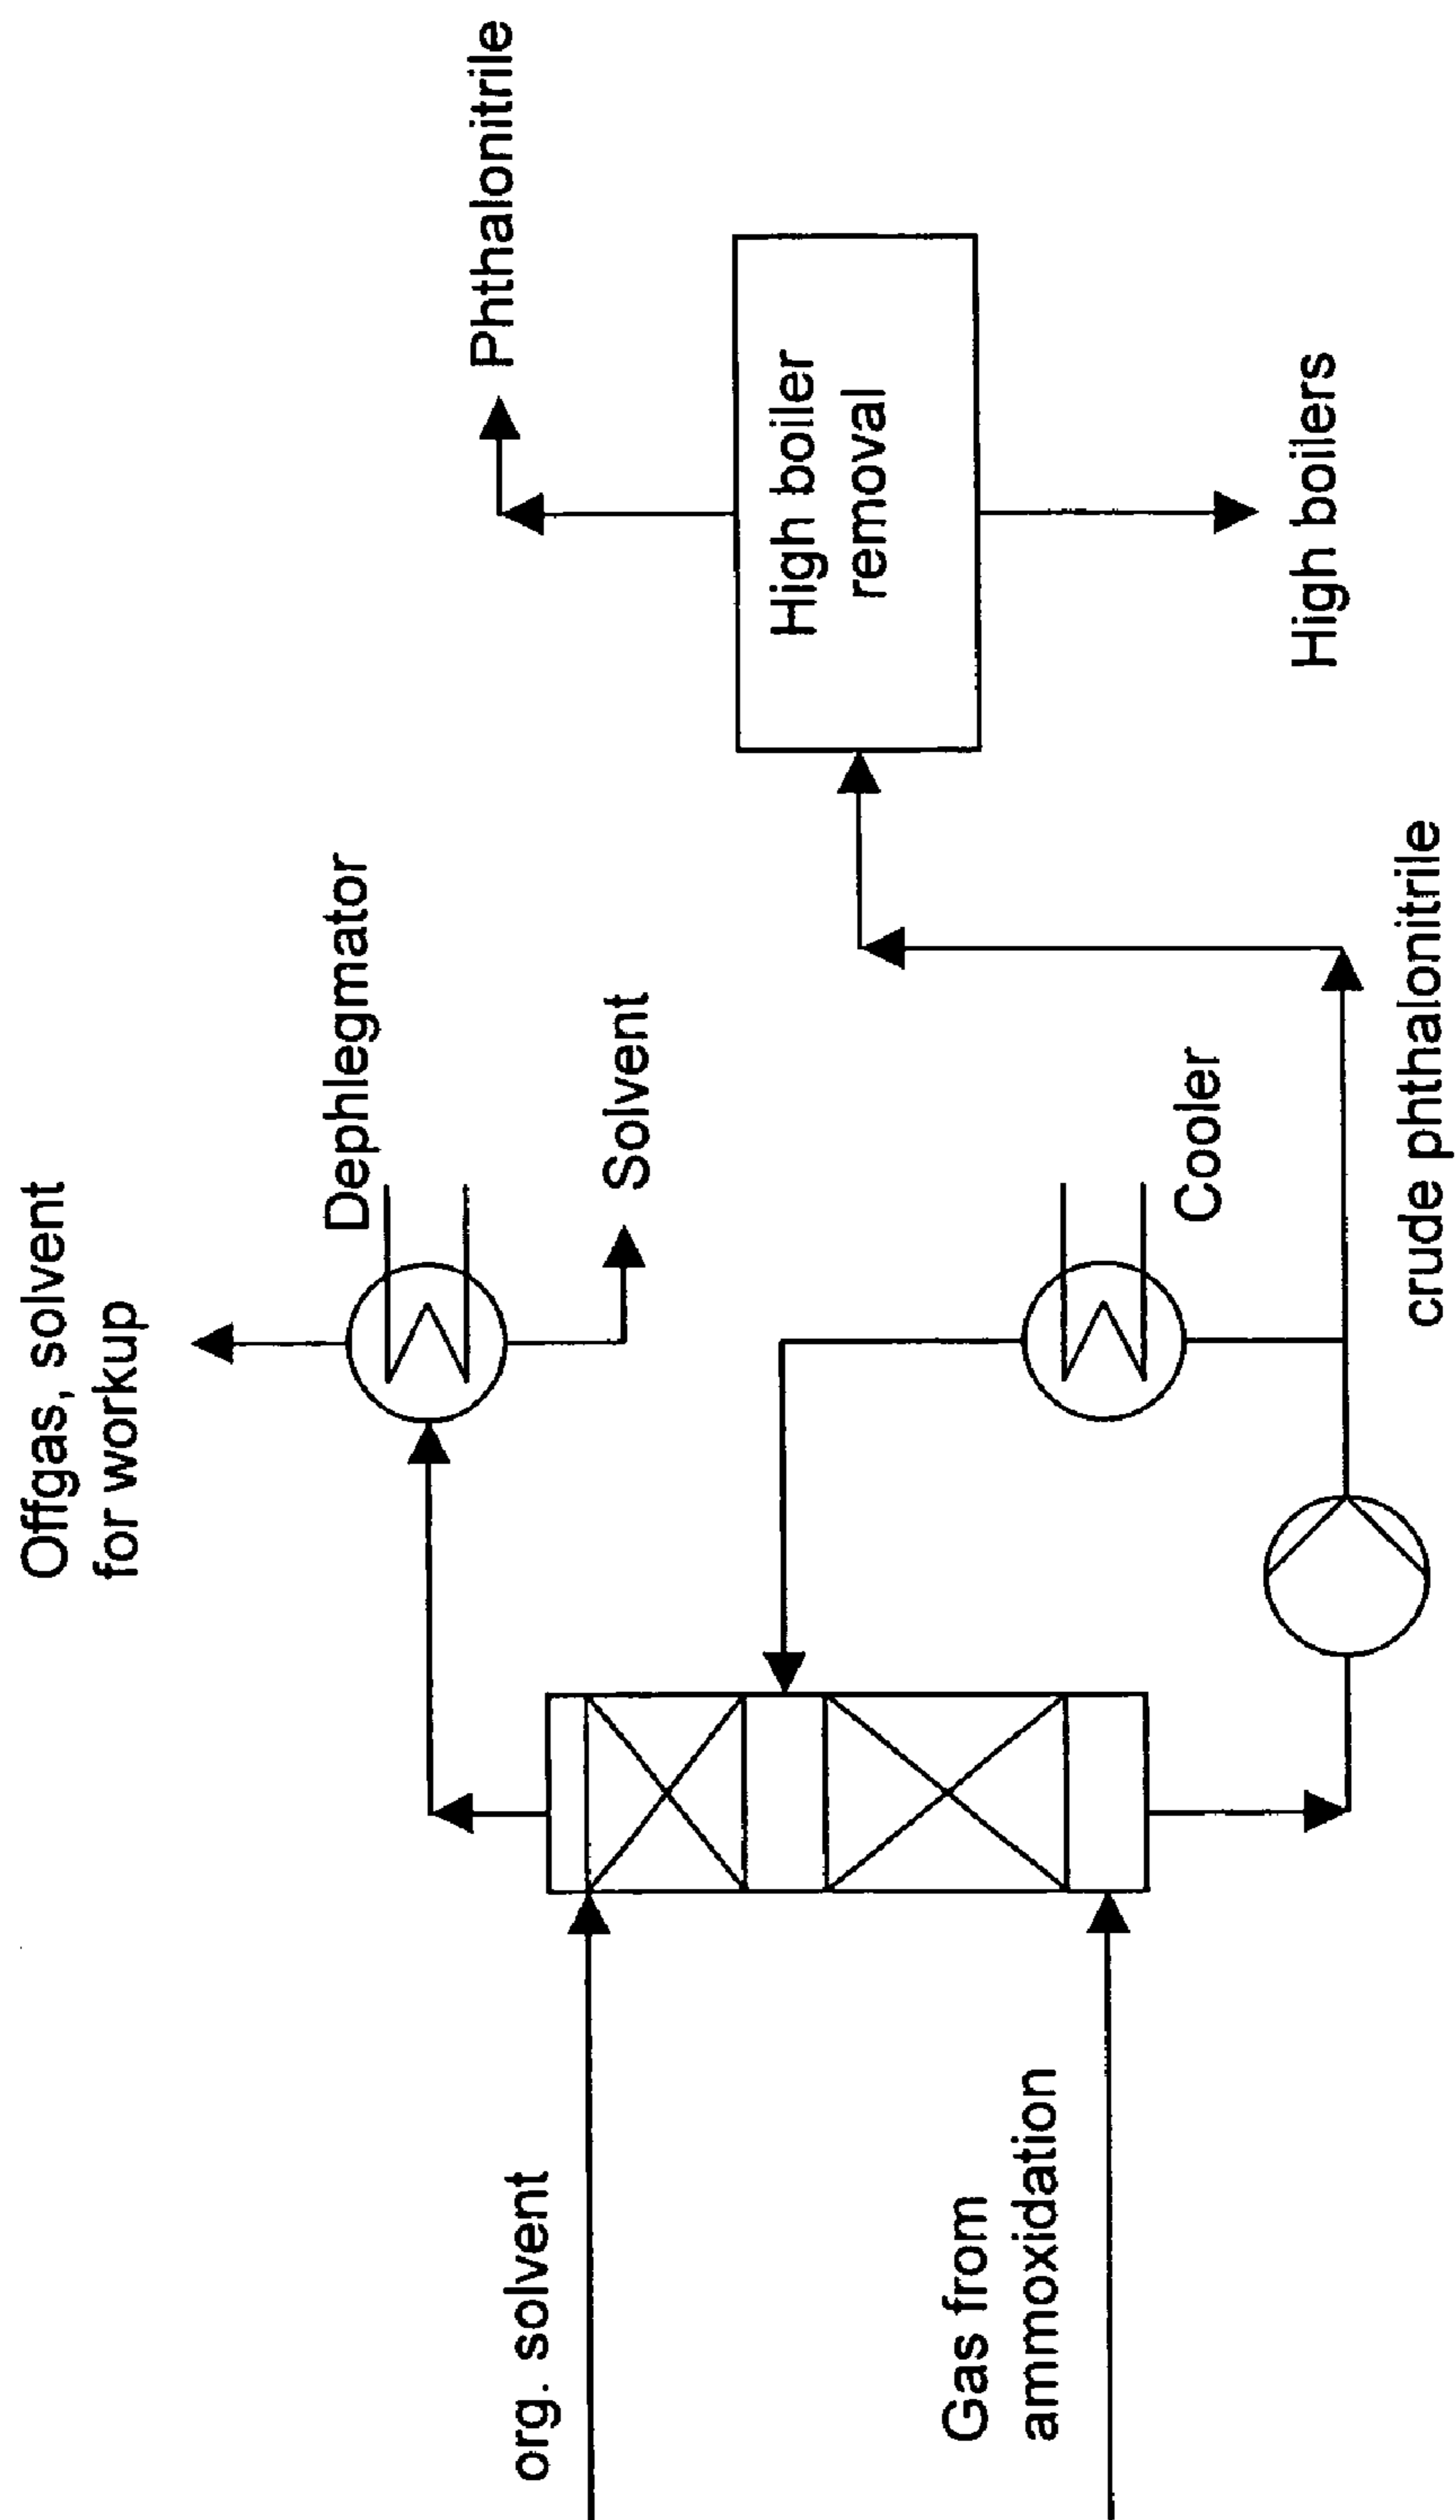 Offgas, solvent
for workup
Dephlegmator
Phthalonitrile
org. solvent
Solvent
High boiler
removal
Gas from
ammoxidation
Cooler
High boilers
crude phthalonitrile